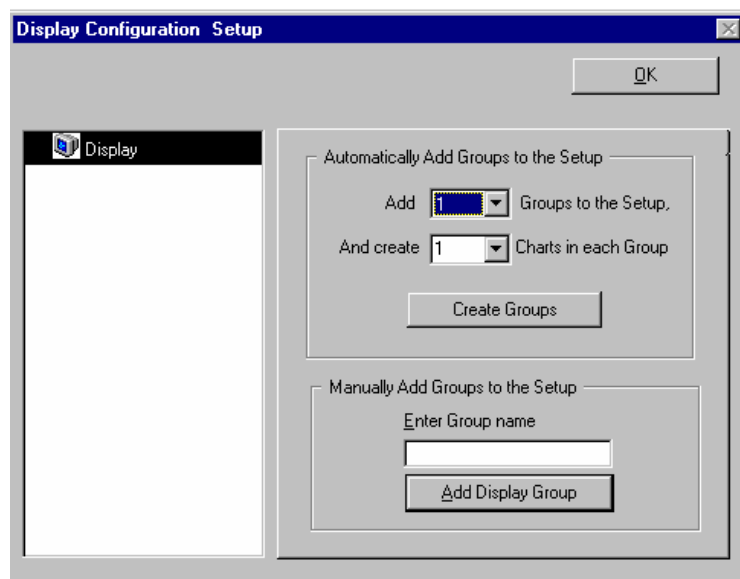 Display Configuration Setup
OK
Display
Automatically Add Groups to the Setup
Add 1 Groups to the Setup,
And create 1 Charts in each Group
Create Groups
Manually Add Groups to the Setup
Enter Group name
Add Display Group